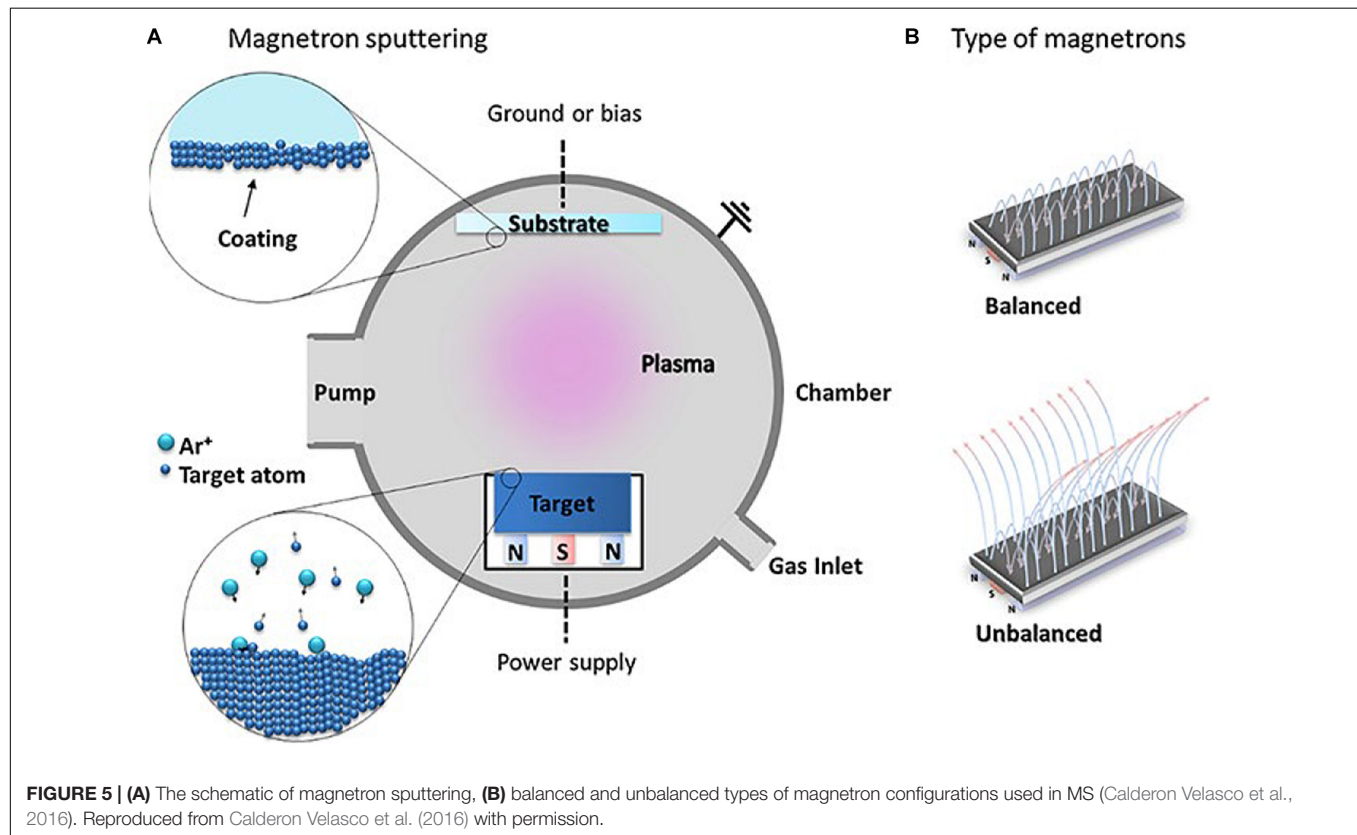 A Magnetron sputtering
Ground or bias
Substrate
Coating
Plasma
Pump
Chamber
Ar+
Target atom
Target
N S N
Gas Inlet
Power supply
B Type of magnetrons
N
S
N
Balanced
N
S
N
Unbalanced
FIGURE 5 | (A) The schematic of magnetron sputtering, (B) balanced and unbalanced types of magnetron configurations used in MS (Calderon Velasco et al.,
2016). Reproduced from Calderon Velasco et al. (2016) with permission.